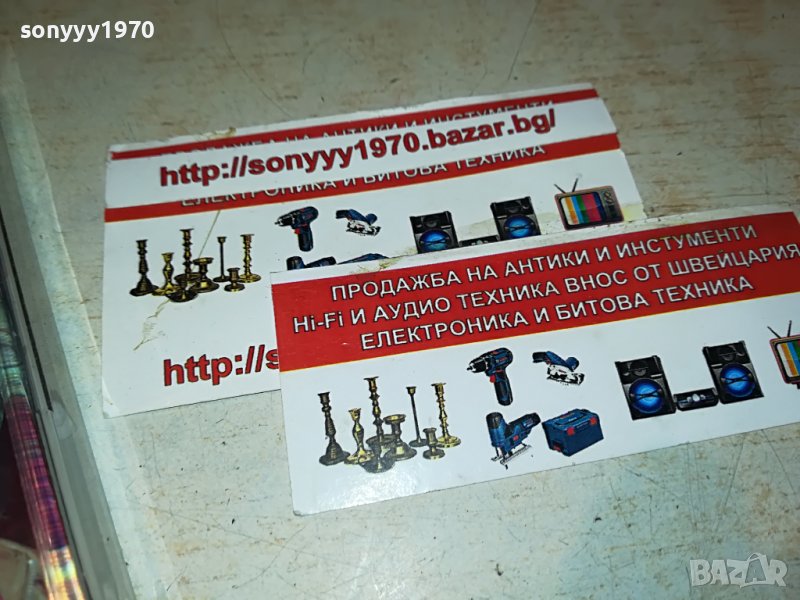 sonyyy1970
http://sonyyy1970.bazar.bg/
ЕЛЕКТРОНИКА И БИТОВА ТЕХНИКА
http://s
ПРОДАЖБА НА АНТИКИ И ИНСТУМЕНТИ
Hi-Fi И АУДИО ТЕХНИКА ВНОС ОТ ШВЕЙЦАРИЯ
ЕЛЕКТРОНИКА И БИТОВА ТЕХНИКА
BAZAR